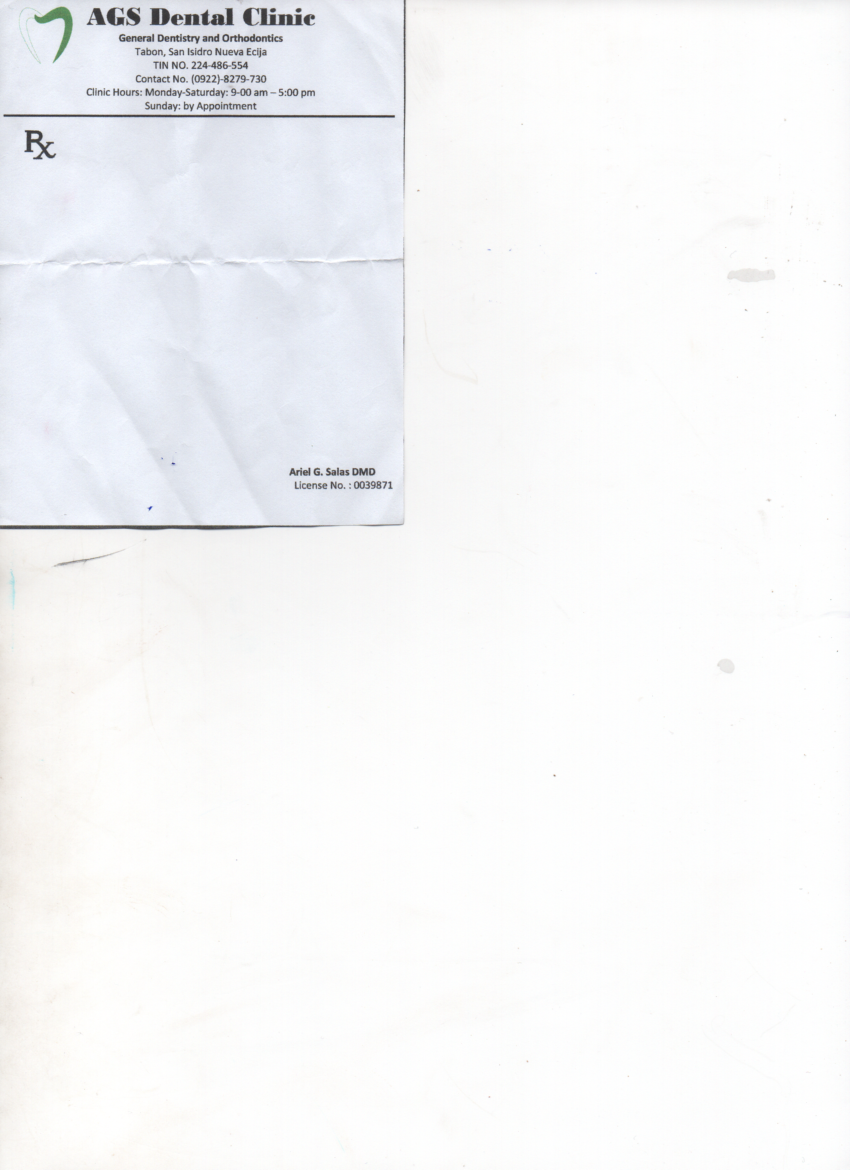 AGS Dental Clinic
General Dentistry and Orthodontics
Tabon, San Isidro Nueva Ecija
TIN NO. 224-486-554
Contact No. (0922)-8279-730
Clinic Hours: Monday-Saturday: 9-00 am – 5:00 pm
Sunday: by Appointment
Rx
Ariel G. Salas DMD
License No. : 0039871